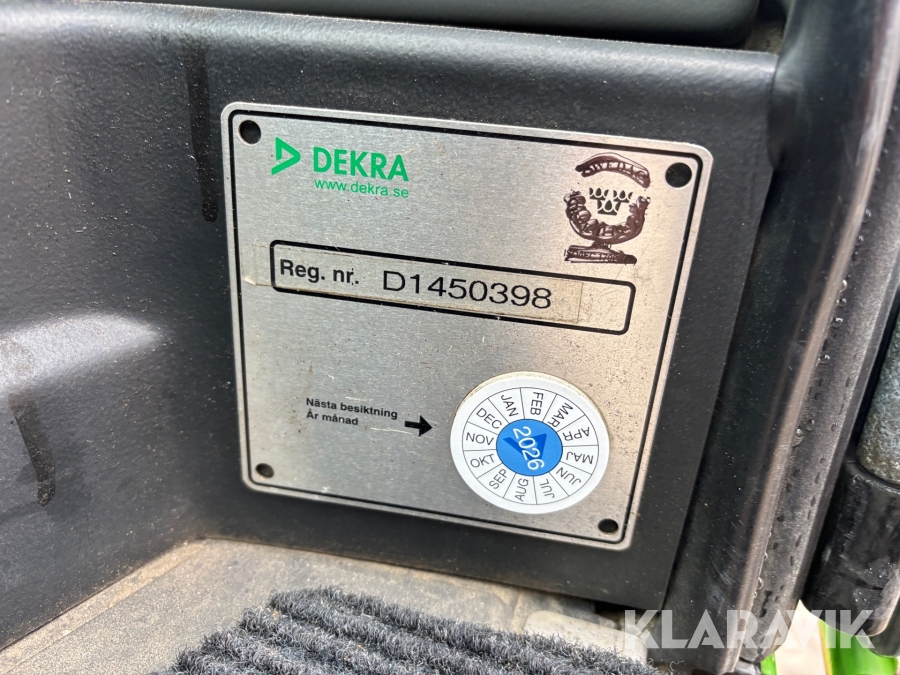 DEKRA
www.dekra.se
SWEDAC
Reg. nr. D1450398
Nästa besiktning
År månad
JAN
FEB
MAR
APR
MAJ
JUN
JUL
AUG
SEP
OKT
NOV
DEC
2026
KLARAVIK